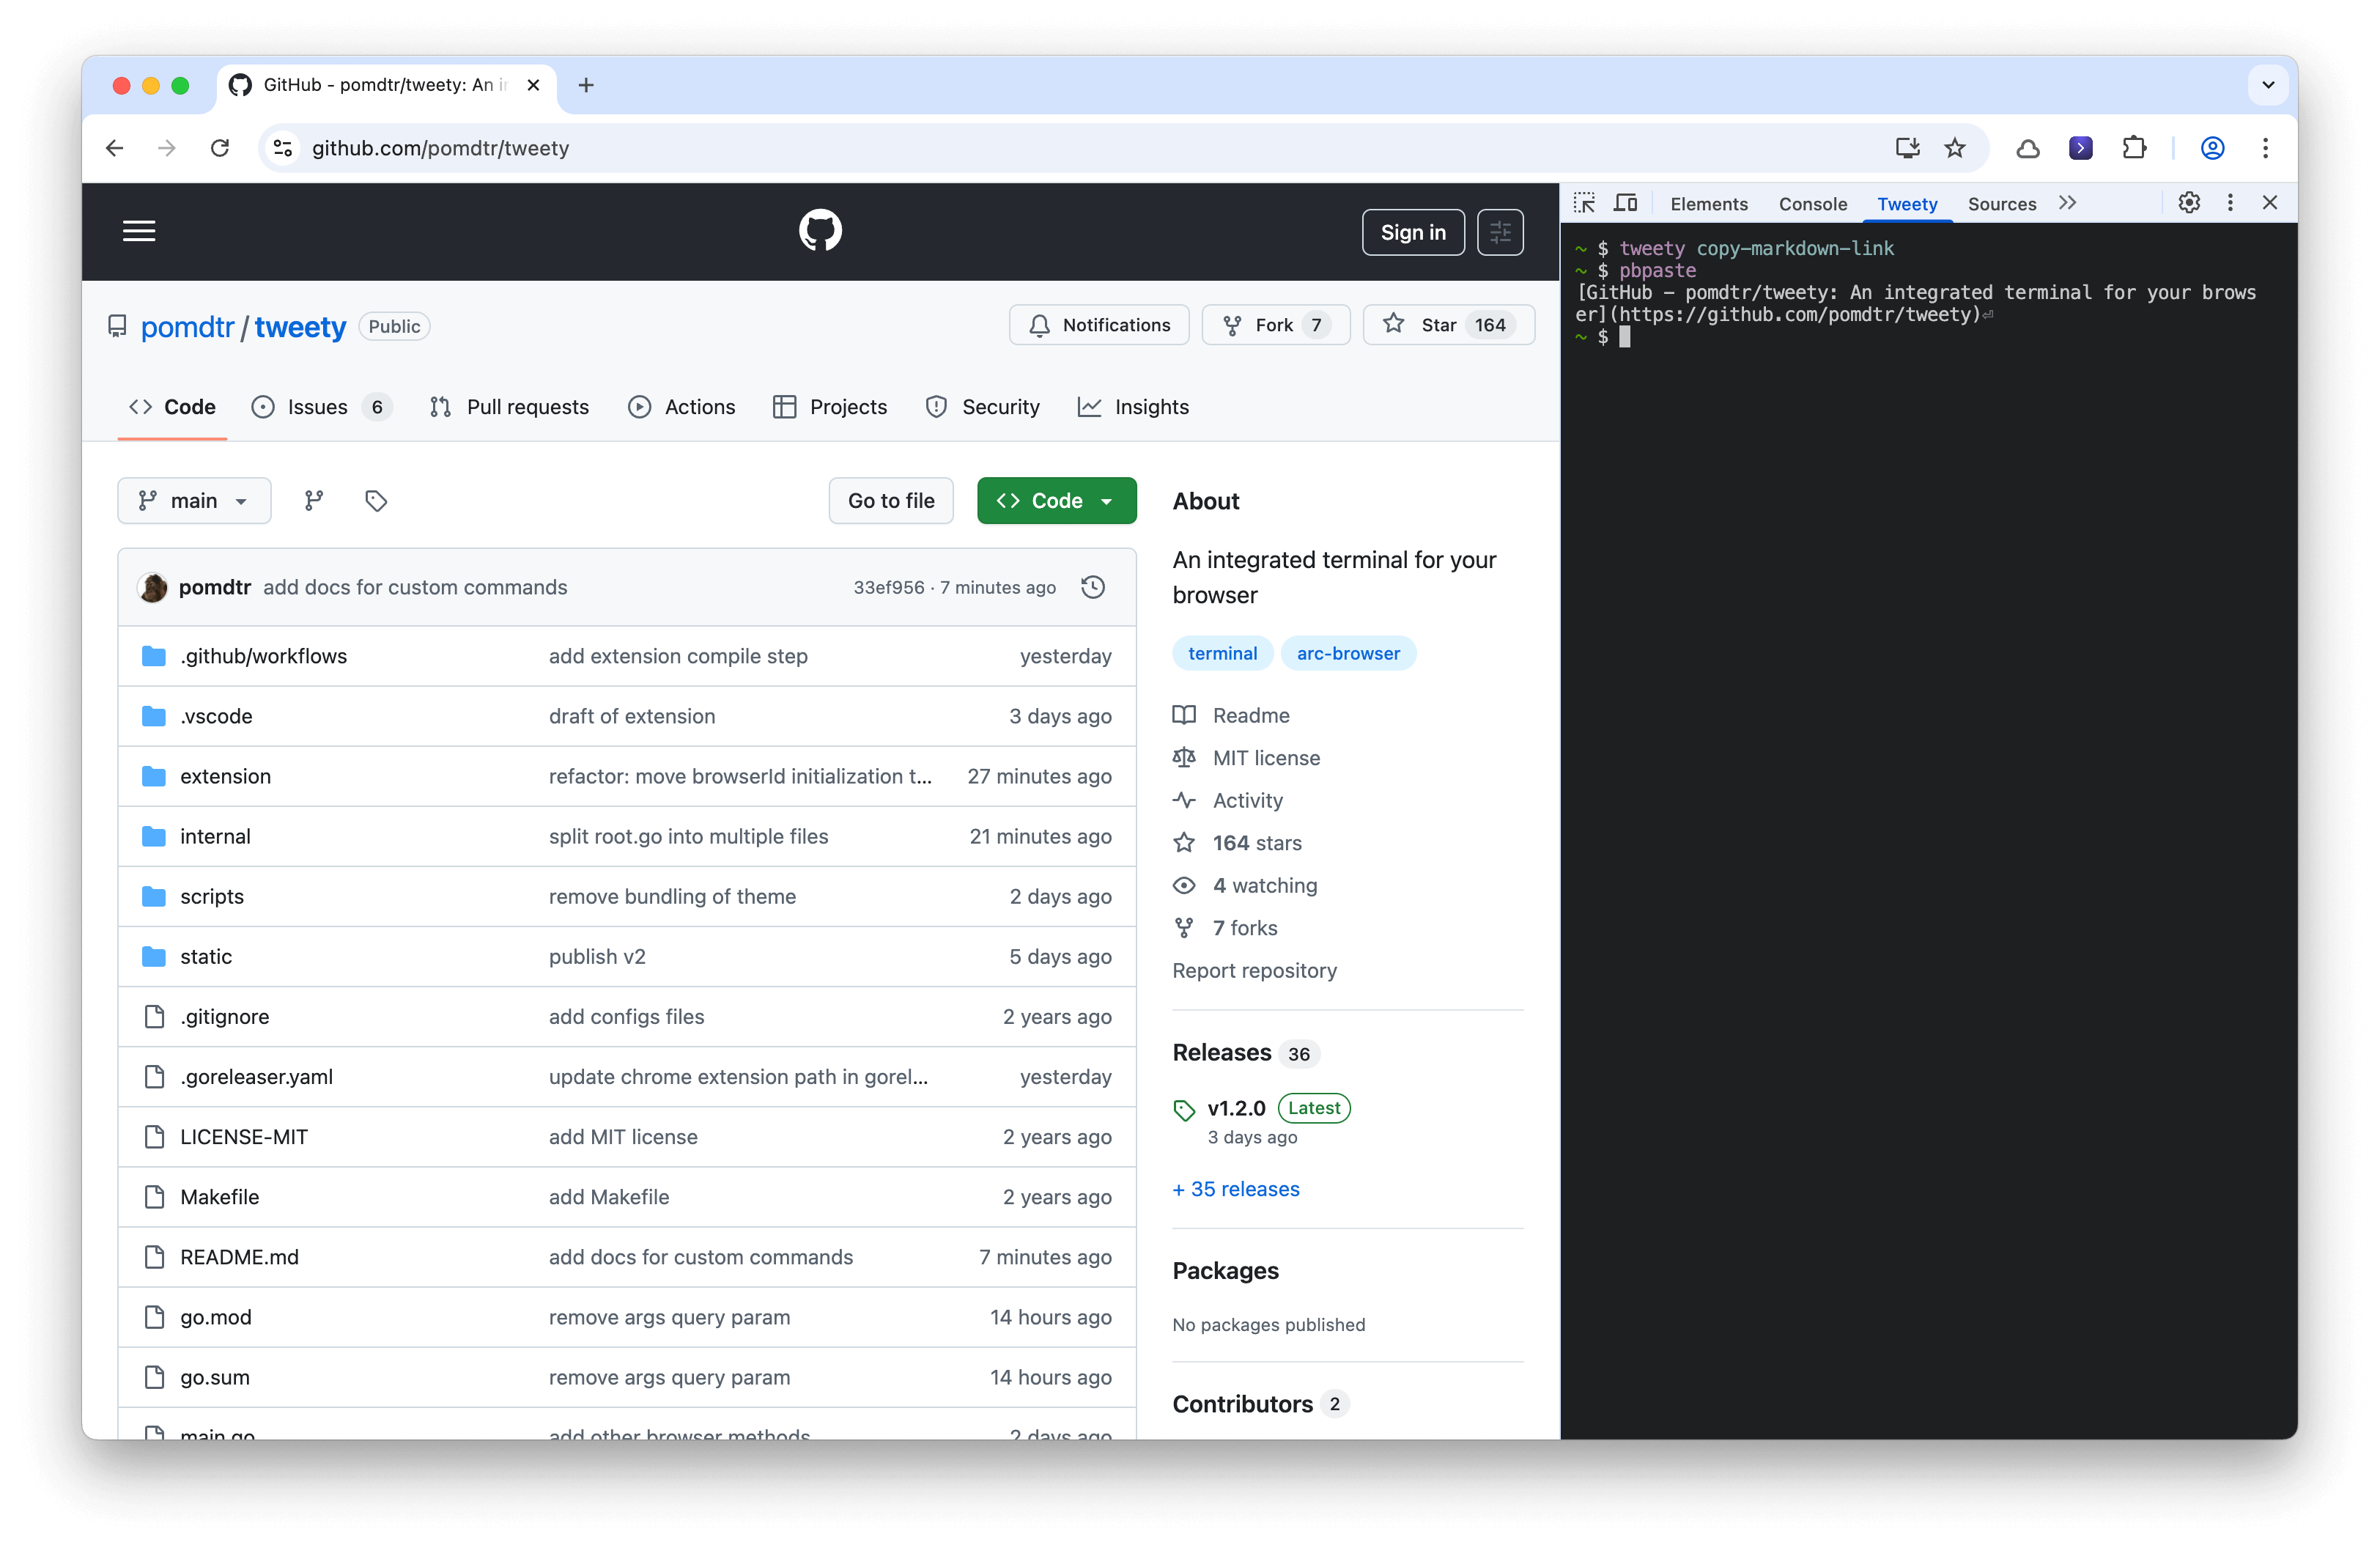 GitHub - pomdtr/tweety: An in
github.com/pomdtr/tweety
Sign in
pomdtr / tweety Public
Notifications
Fork 7
Star 164
Code
Issues 6
Pull requests
Actions
Projects
Security
Insights
main
Go to file
Code
pomdtr add docs for custom commands 33ef956 · 7 minutes ago
.github/workflows add extension compile step yesterday
.vscode draft of extension 3 days ago
extension refactor: move browserId initialization t... 27 minutes ago
internal split root.go into multiple files 21 minutes ago
scripts remove bundling of theme 2 days ago
static publish v2 5 days ago
.gitignore add configs files 2 years ago
.goreleaser.yaml update chrome extension path in gorel... yesterday
LICENSE-MIT add MIT license 2 years ago
Makefile add Makefile 2 years ago
README.md add docs for custom commands 7 minutes ago
go.mod remove args query param 14 hours ago
go.sum remove args query param 14 hours ago
main.go add other browser methods 2 days ago
About
An integrated terminal for your
browser
terminal arc-browser
Readme
MIT license
Activity
164 stars
4 watching
7 forks
Report repository
Releases 36
v1.2.0 Latest
3 days ago
+ 35 releases
Packages
No packages published
Contributors 2
Elements Console Tweety Sources
~ $ tweety copy-markdown-link
~ $ pbpaste
[GitHub - pomdtr/tweety: An integrated terminal for your brows
er](https://github.com/pomdtr/tweety)⏎
~ $